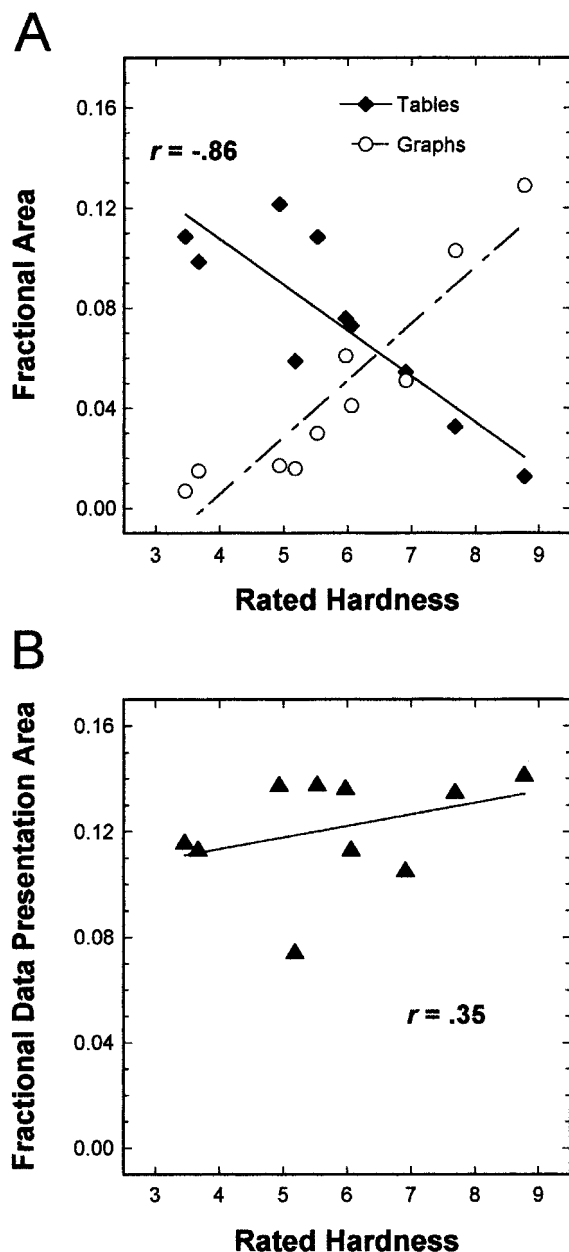 A
Fractional Area
0.16
0.12
0.08
0.04
0.00
r = -.86
Tables
Graphs
3 4 5 6 7 8 9
Rated Hardness
B
Fractional Data Presentation Area
0.16
0.12
0.08
0.04
0.00
r = .35
3 4 5 6 7 8 9
Rated Hardness